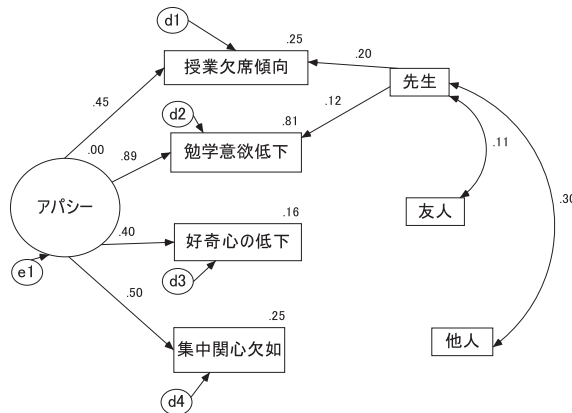 d1
.25
授業欠席傾向
.20
先生
.45
d2
.12
.81
.00
.89
勉学意欲低下
.11
アパシー
.16
友人
.30
.40
好奇心の低下
e1
d3
.50
.25
集中関心欠如
他人
d4